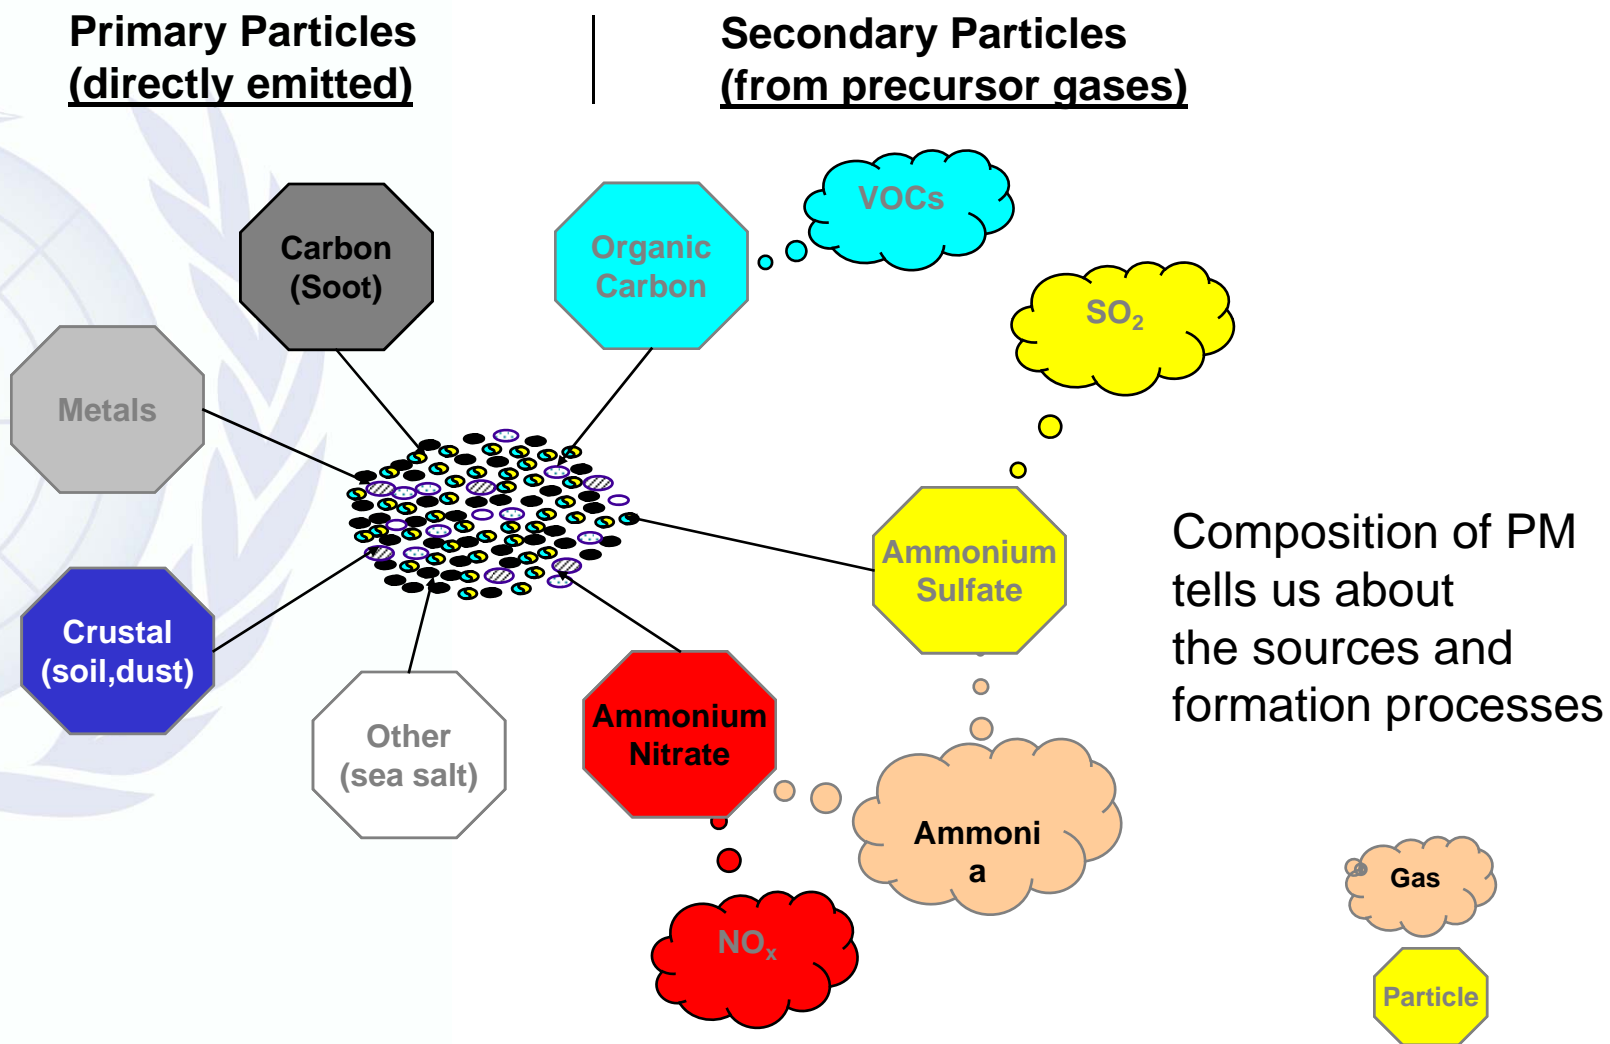 Primary Particles
(directly emitted)
Secondary Particles
(from precursor gases)
VOCs
Carbon
(Soot)
Organic
Carbon
SO₂
Metals
Ammonium
Sulfate
Composition of PM
tells us about
the sources and
formation processes
Crustal
(soil,dust)
Other
(sea salt)
Ammonium
Nitrate
Ammoni
a
Gas
NOₓ
Particle